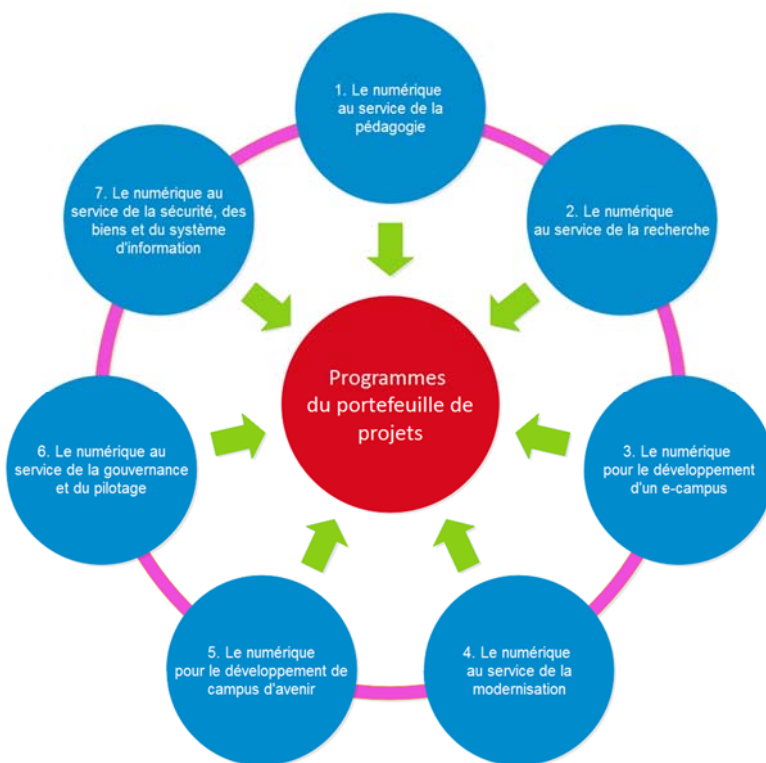 1. Le numérique
au service de la
pédagogie
2. Le numérique
au service de la recherche
3. Le numérique
pour le développement
d'un e-campus
4. Le numérique
au service de la
modernisation
5. Le numérique
pour le développement de
campus d'avenir
6. Le numérique au
service de la gouvernance
et du pilotage
7. Le numérique au
service de la sécurité, des
biens et du système
d'information
Programmes
du portefeuille de
projets